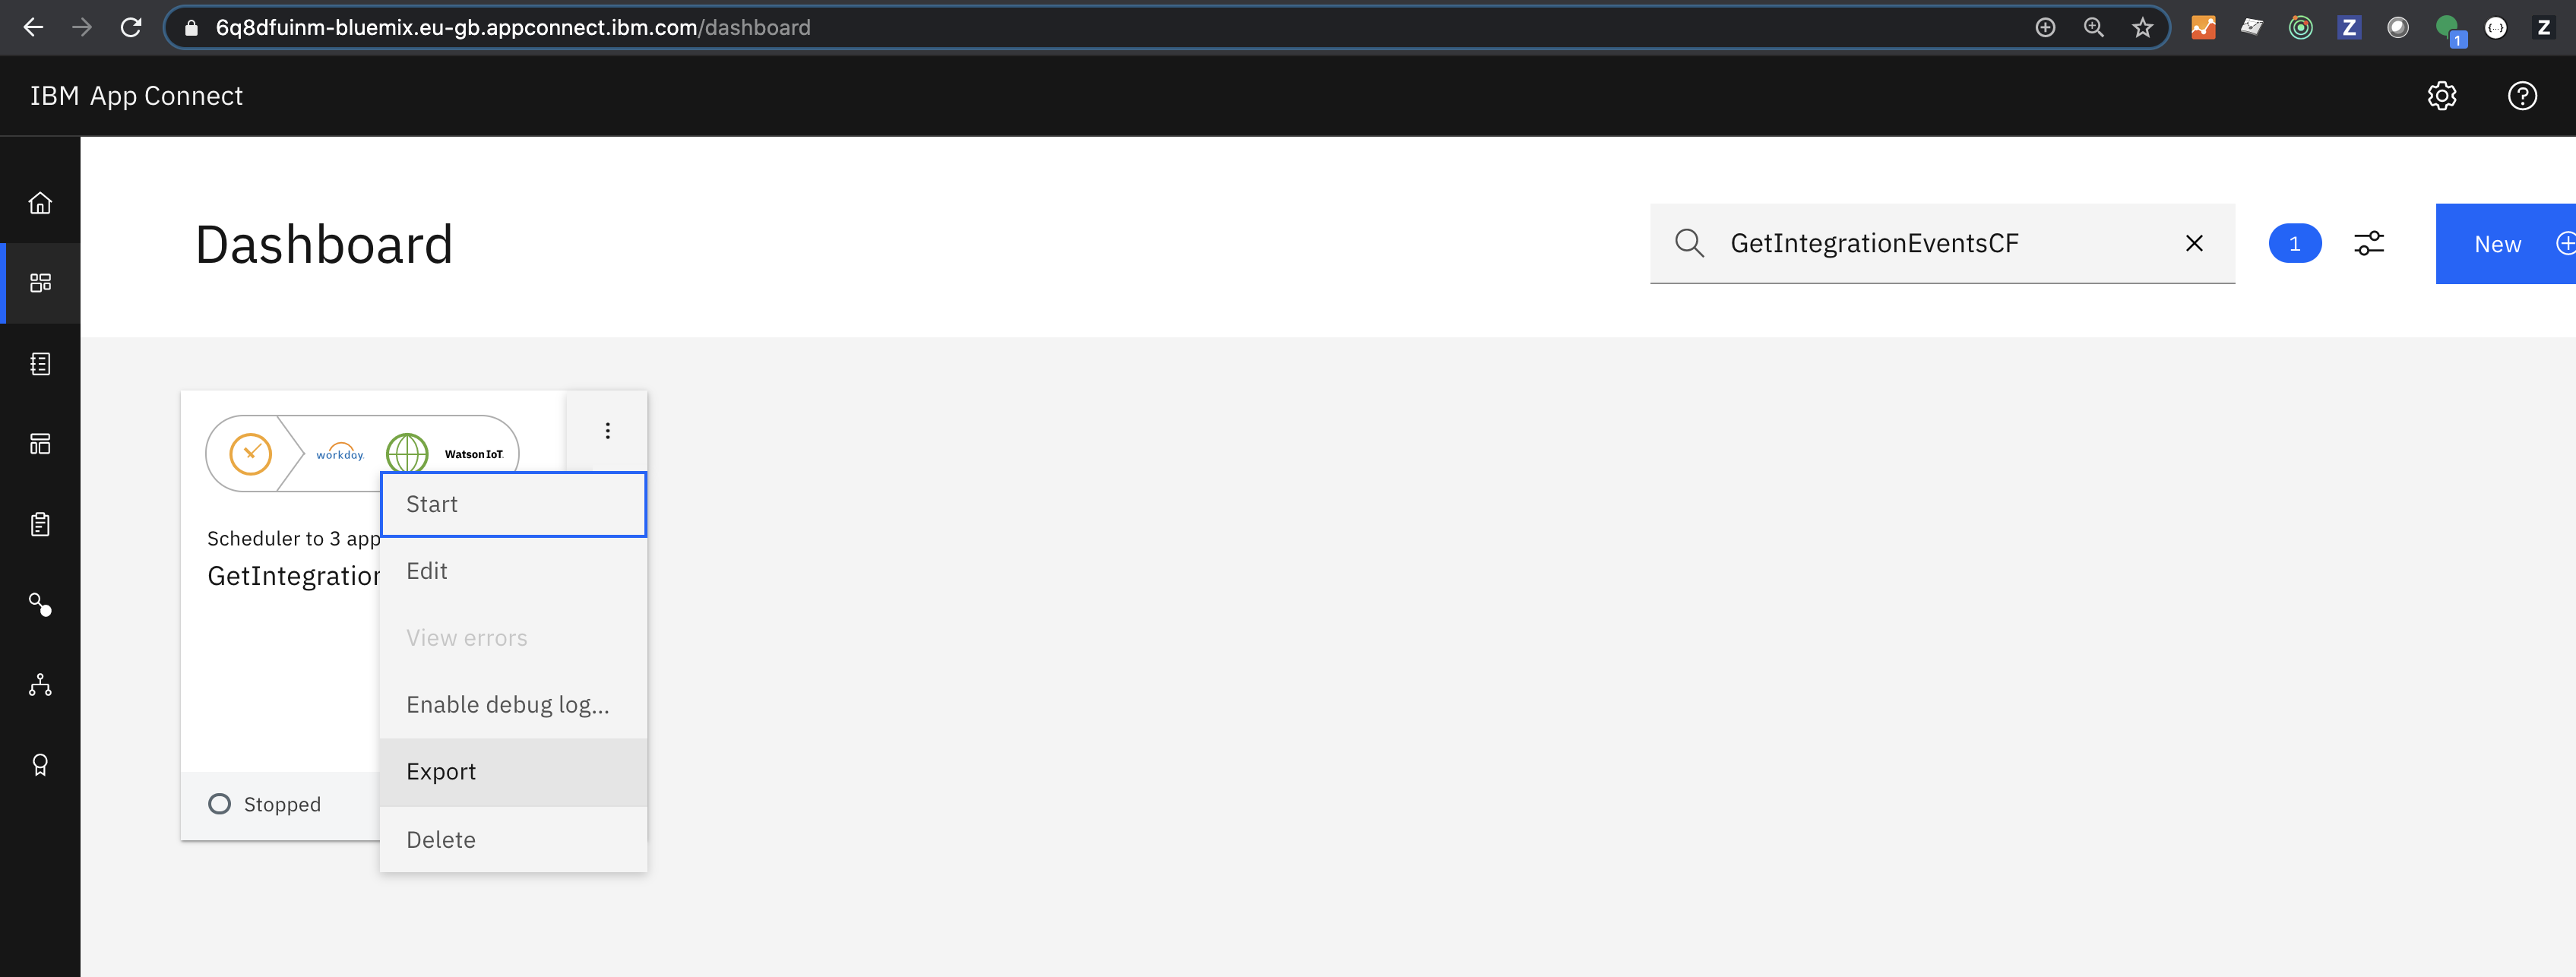 6q8dfuinm-bluemix.eu-gb.appconnect.ibm.com/dashboard
Z
1
{...}
Z
IBM App Connect
Dashboard
GetIntegrationEventsCF
1
New
workday.
Watson IoT
Scheduler to 3 app
GetIntegration
Start
Edit
View errors
Enable debug log...
Export
Delete
Stopped